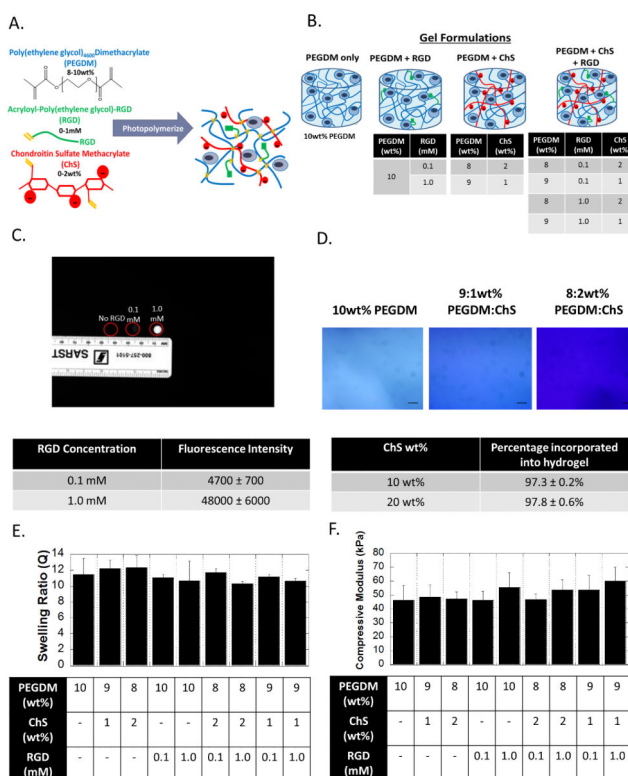 A.
Poly(ethylene glycol)4600Dimethacrylate
(PEGDM)
8-10wt%
Acryloyl-Poly(ethylene glycol)-RGD
(RGD)
0-1mM
RGD
Chondroitin Sulfate Methacrylate
(ChS)
0-2wt%
Photopolymerize
B.
Gel Formulations
PEGDM only
10wt% PEGDM
PEGDM + RGD
PEGDM (wt%) RGD (mM)
10 0.1
1.0
PEGDM + ChS
PEGDM (wt%) ChS (wt%)
8 2
9 1
PEGDM + ChS
+ RGD
PEGDM (wt%) RGD (mM) ChS (wt%)
8 0.1 2
9 0.1 1
8 1.0 2
9 1.0 1
C.
No RGD 0.1 mM 1.0 mM
SARST
800-257-5101
RGD Concentration Fluorescence Intensity
0.1 mM 4700 ± 700
1.0 mM 48000 ± 6000
D.
10wt% PEGDM
9:1wt%
PEGDM:ChS
8:2wt%
PEGDM:ChS
ChS wt% Percentage incorporated into hydrogel
10 wt% 97.3 ± 0.2%
20 wt% 97.8 ± 0.6%
E.
Swelling Ratio (Q)
14
12
10
8
6
4
2
0
PEGDM (wt%) 10 9 8 10 10 8 8 9 9
ChS (wt%) - 1 2 - - 2 2 1 1
RGD (mM) - - - 0.1 1.0 0.1 1.0 0.1 1.0
F.
Compressive Modulus (kPa)
80
70
60
50
40
30
20
10
0
PEGDM (wt%) 10 9 8 10 10 8 8 9 9
ChS (wt%) - 1 2 - - 2 2 1 1
RGD (mM) - - - 0.1 1.0 0.1 1.0 0.1 1.0